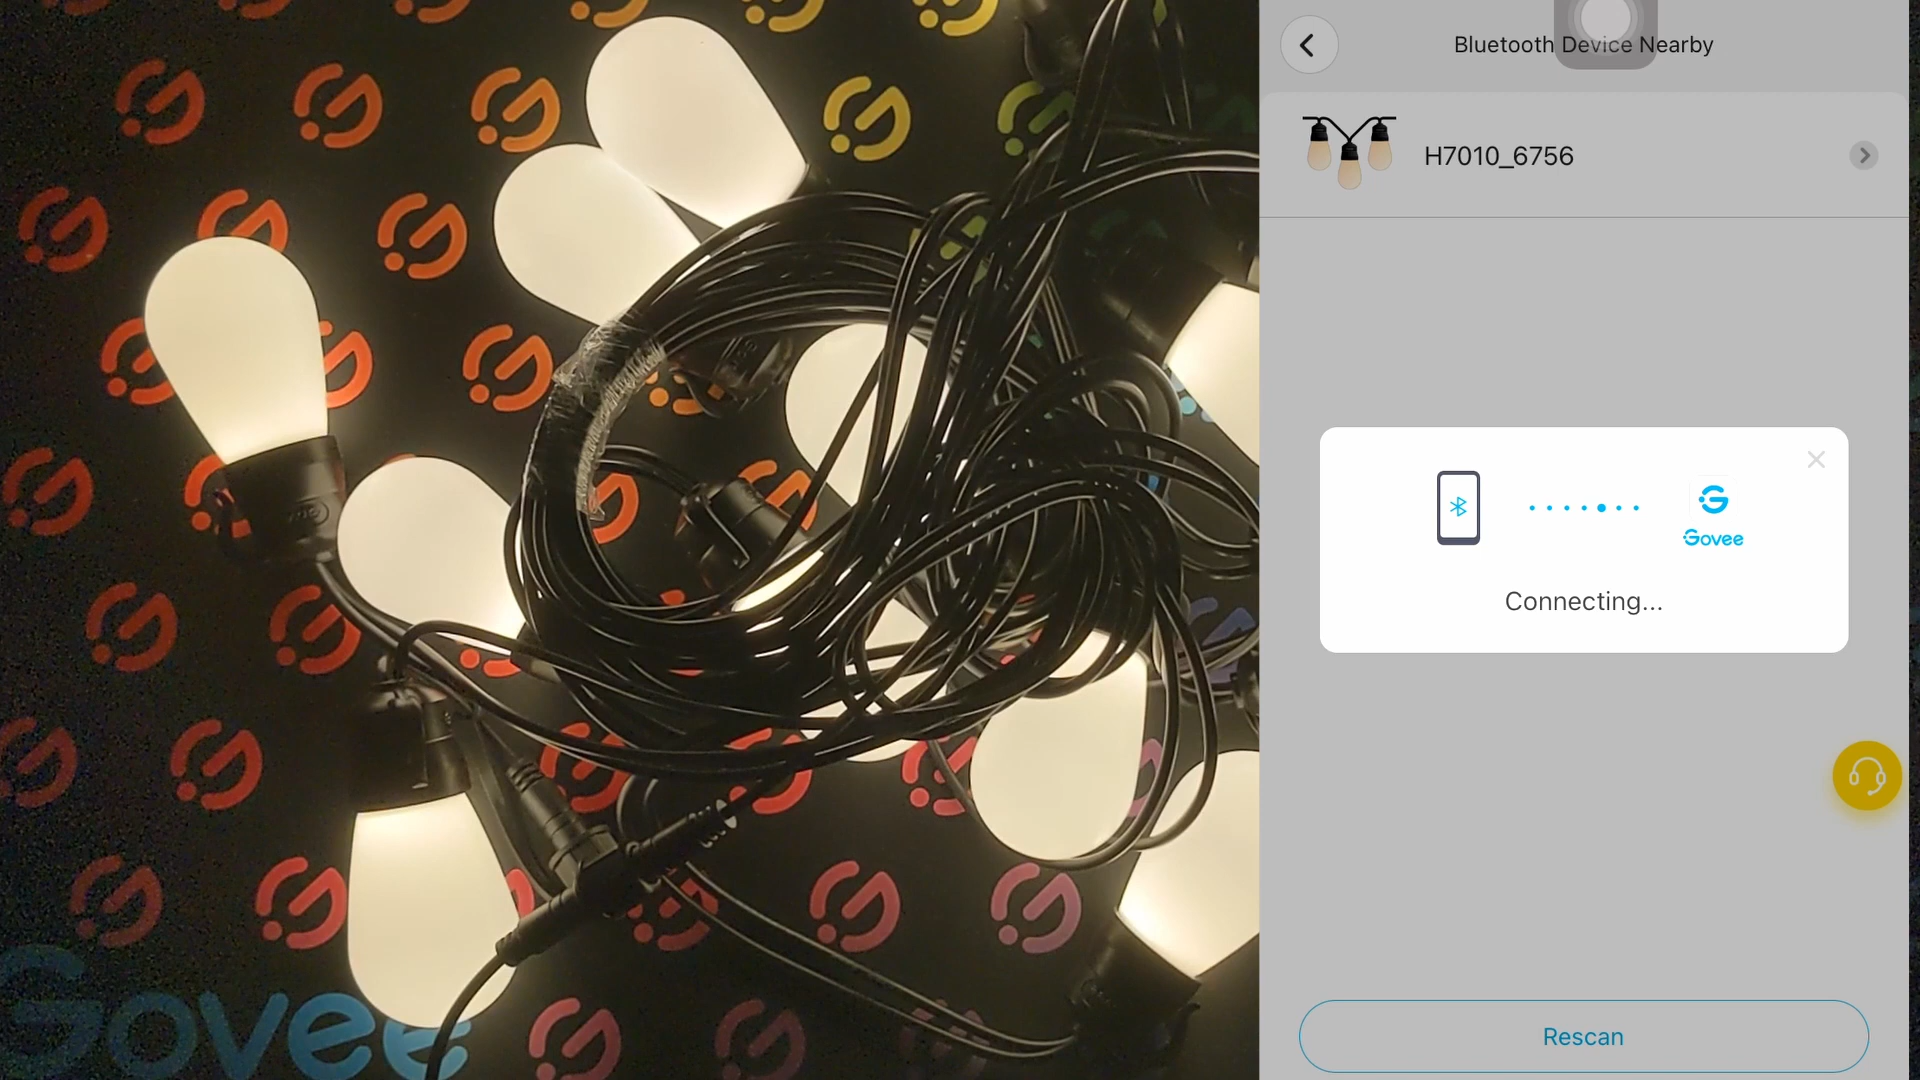 Bluetooth Device Nearby
H7010_6756
Govee
Connecting...
Rescan
Govee